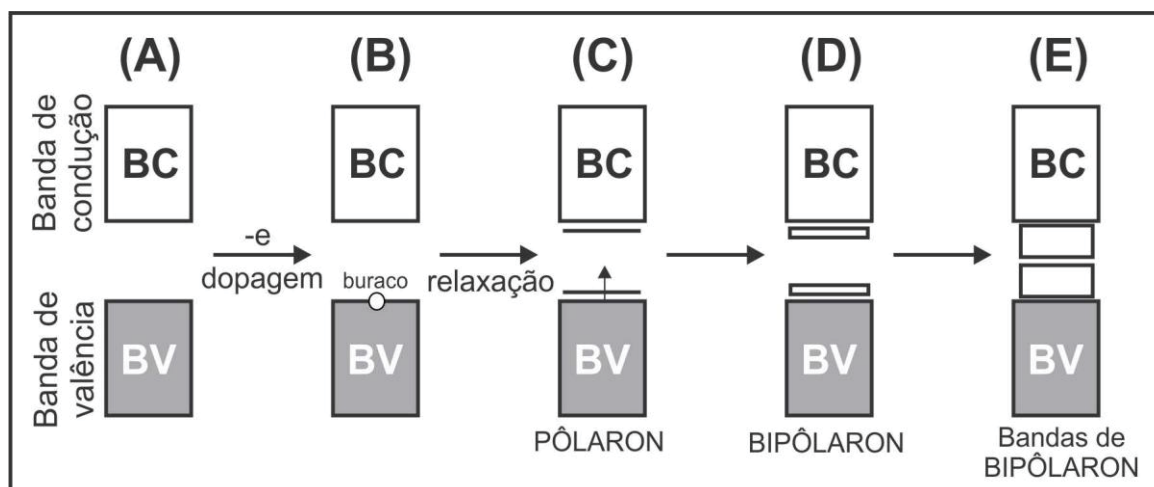 (A) (B) (C) (D) (E)
Banda de
condução
BC BC BC BC BC
-e
dopagem
buraco
relaxação
Banda de
valência
BV BV BV BV BV
PÔLARON
BIPÔLARON
Bandas de
BIPÔLARON